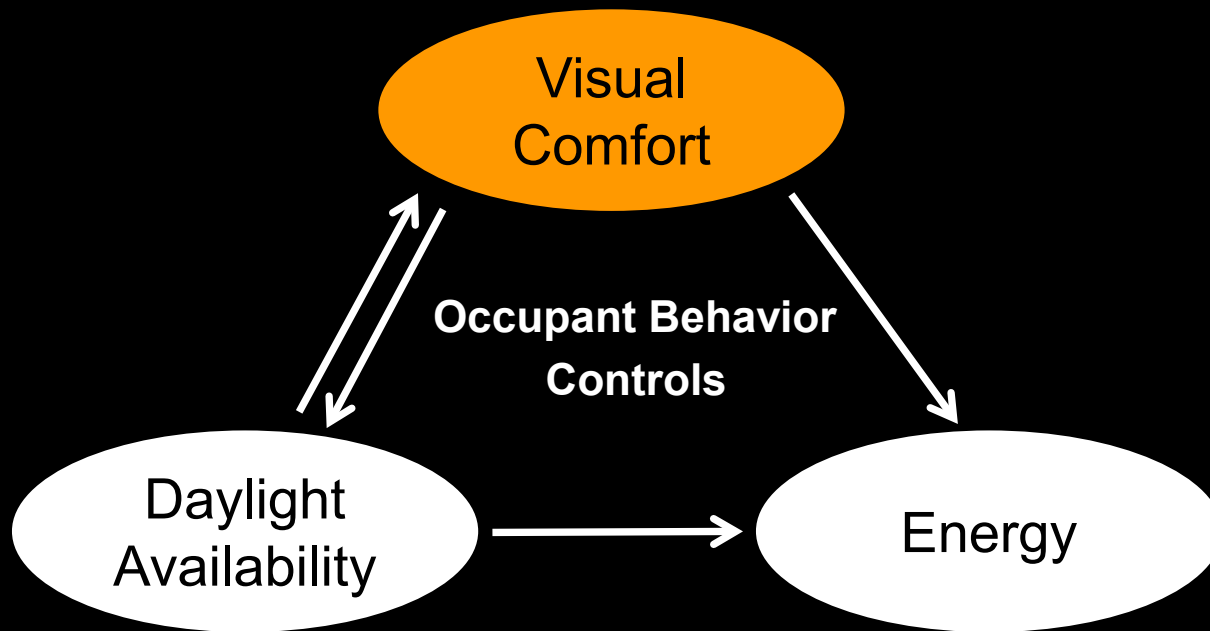 Visual
Comfort
Occupant Behavior
Controls
Daylight
Availability
Energy